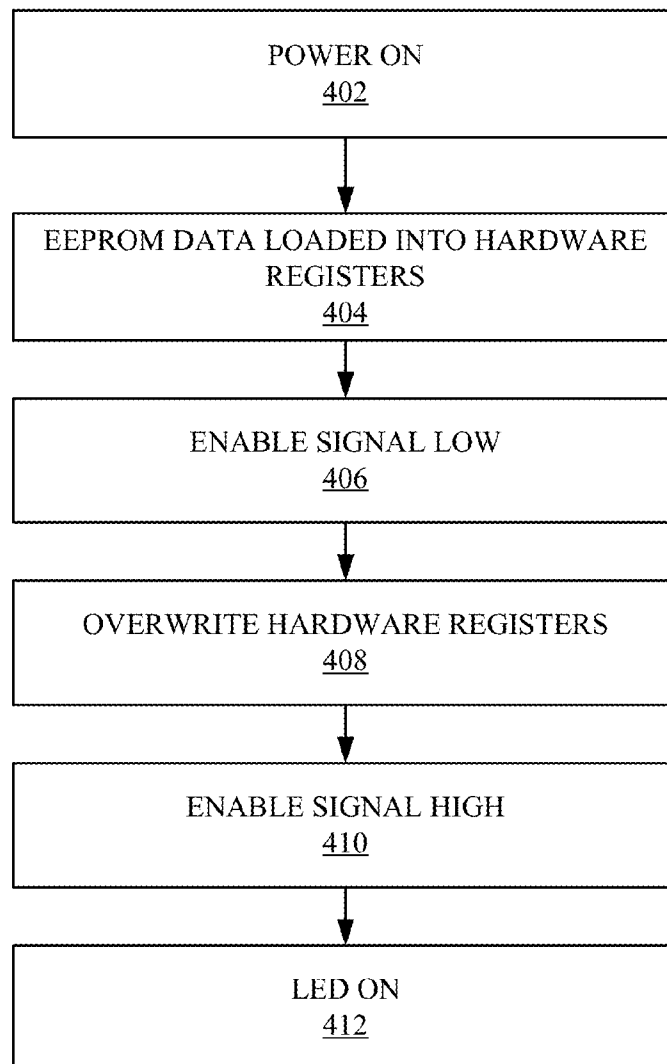 POWER ON
402
EEPROM DATA LOADED INTO HARDWARE
REGISTERS
404
ENABLE SIGNAL LOW
406
OVERWRITE HARDWARE REGISTERS
408
ENABLE SIGNAL HIGH
410
LED ON
412